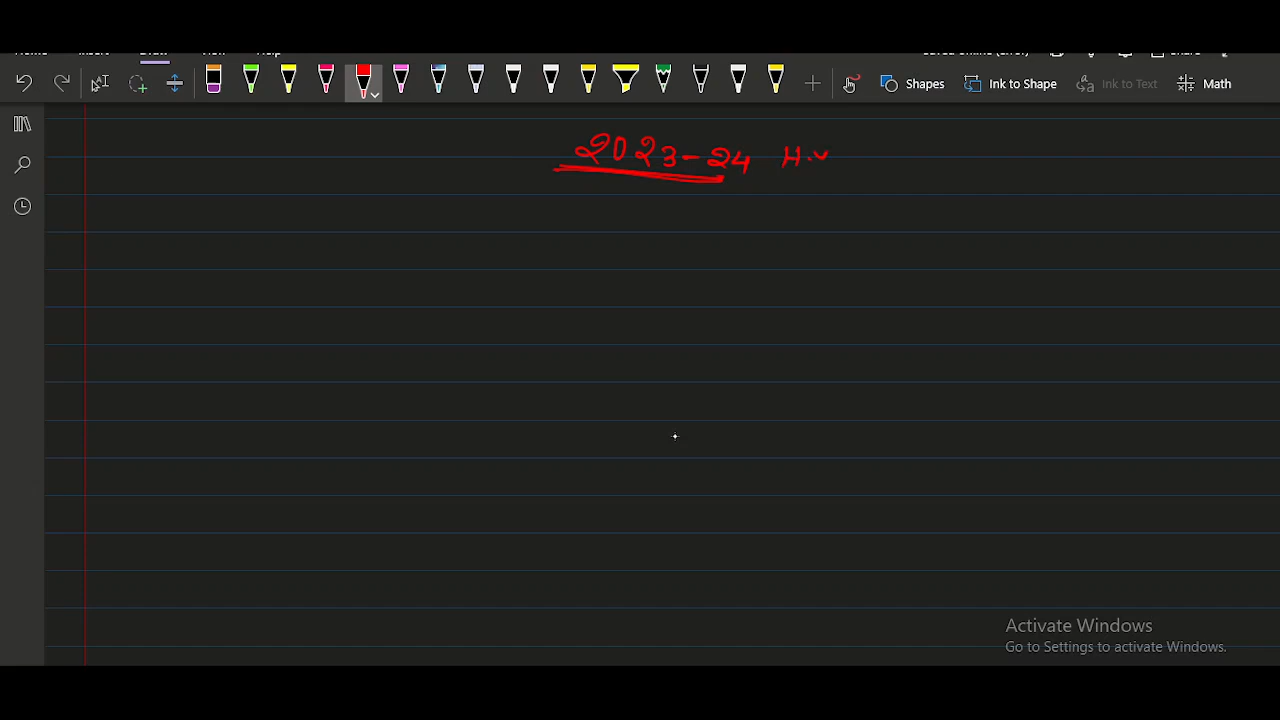 Shapes Ink to Shape Ink to Text Math
2023-24 H.V
Activate Windows
Go to Settings to activate Windows.